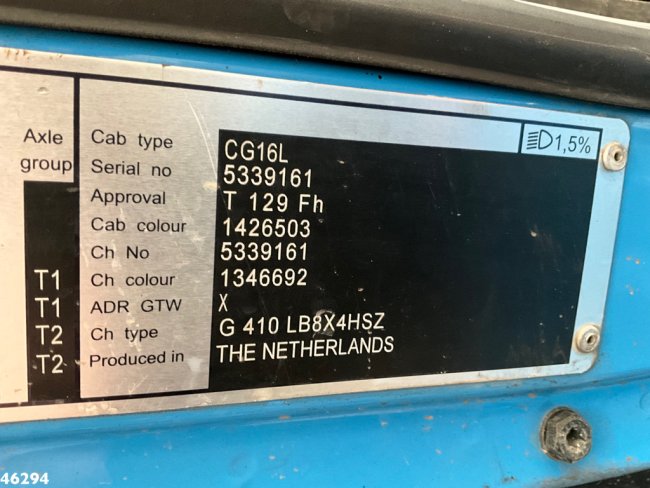 Axle group
T1
T1
T2
T2
Cab type CG16L
Serial no 5339161
Approval T 129 Fh
Cab colour 1426503
Ch No 5339161
Ch colour 1346692
ADR GTW X
Ch type G 410 LB8X4HSZ
Produced in THE NETHERLANDS
1,5%
46294